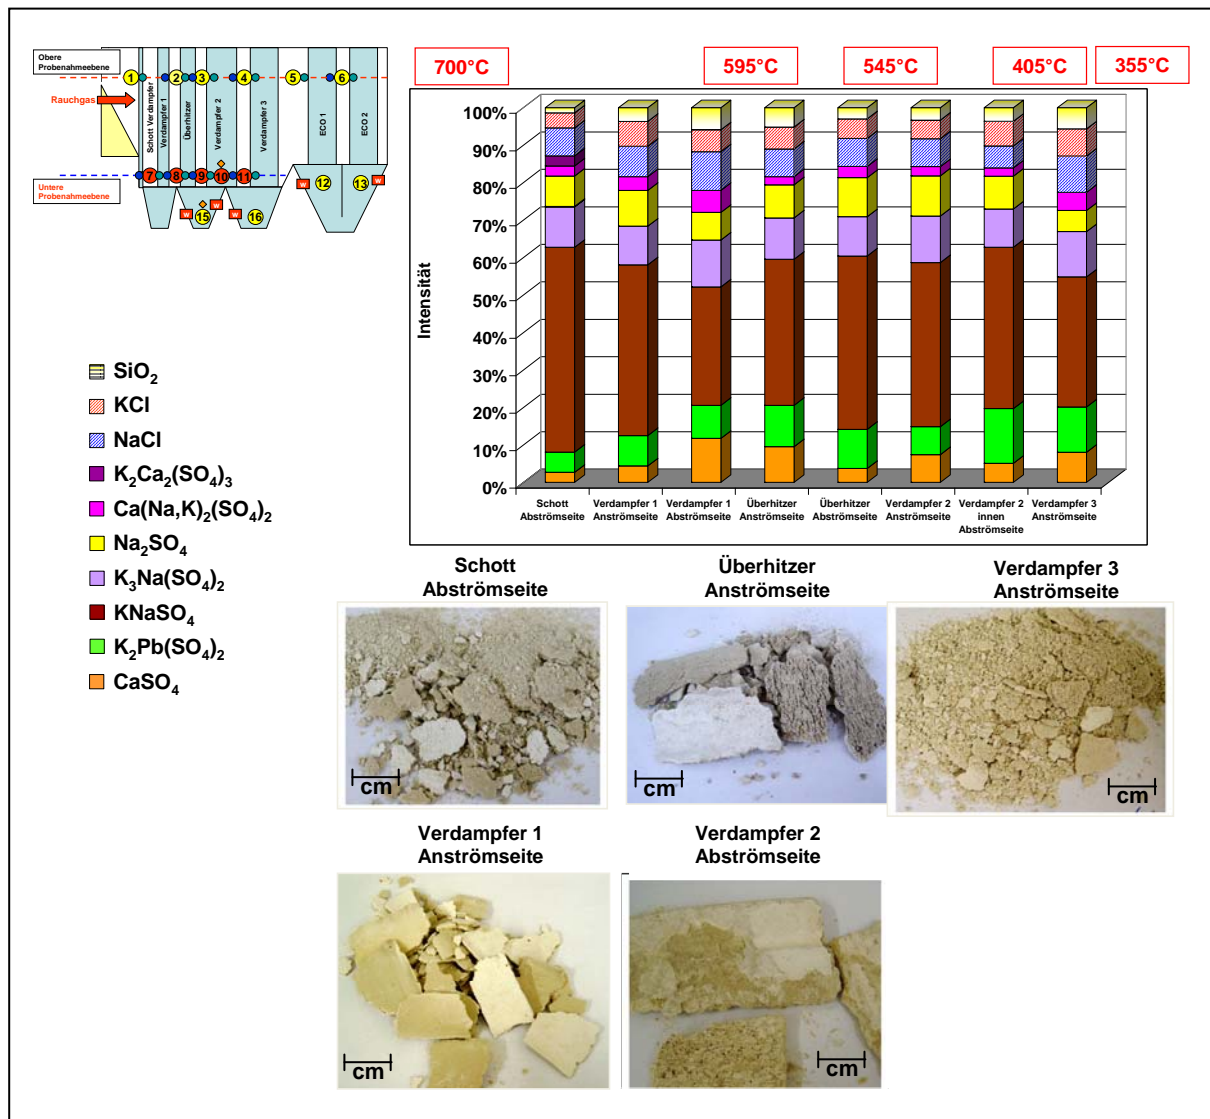 Obere
Probenahmeebene
Rauchgas
Untere
Probenahmeebene
1
2
3
4
5
6
Schott Verdampfer
Verdampfer 1
Überhitzer
Verdampfer 2
Verdampfer 3
ECO 1
ECO 2
7
8
9
10
11
12
13
w
w
w
w
w
15
16
700°C
595°C
545°C
405°C
355°C
Intensität
100%
90%
80%
70%
60%
50%
40%
30%
20%
10%
0%
Schott
Abströmseite
Verdampfer 1
Anströmseite
Verdampfer 1
Abströmseite
Überhitzer
Anströmseite
Überhitzer
Abströmseite
Verdampfer 2
Anströmseite
Verdampfer 2
innen
Abströmseite
Verdampfer 3
Anströmseite
SiO₂
KCl
NaCl
K₂Ca₂(SO₄)₃
Ca(Na,K)₂(SO₄)₂
Na₂SO₄
K₃Na(SO₄)₂
KNaSO₄
K₂Pb(SO₄)₂
CaSO₄
Schott
Abströmseite
cm
Überhitzer
Anströmseite
cm
Verdampfer 3
Anströmseite
cm
Verdampfer 1
Anströmseite
cm
Verdampfer 2
Abströmseite
cm